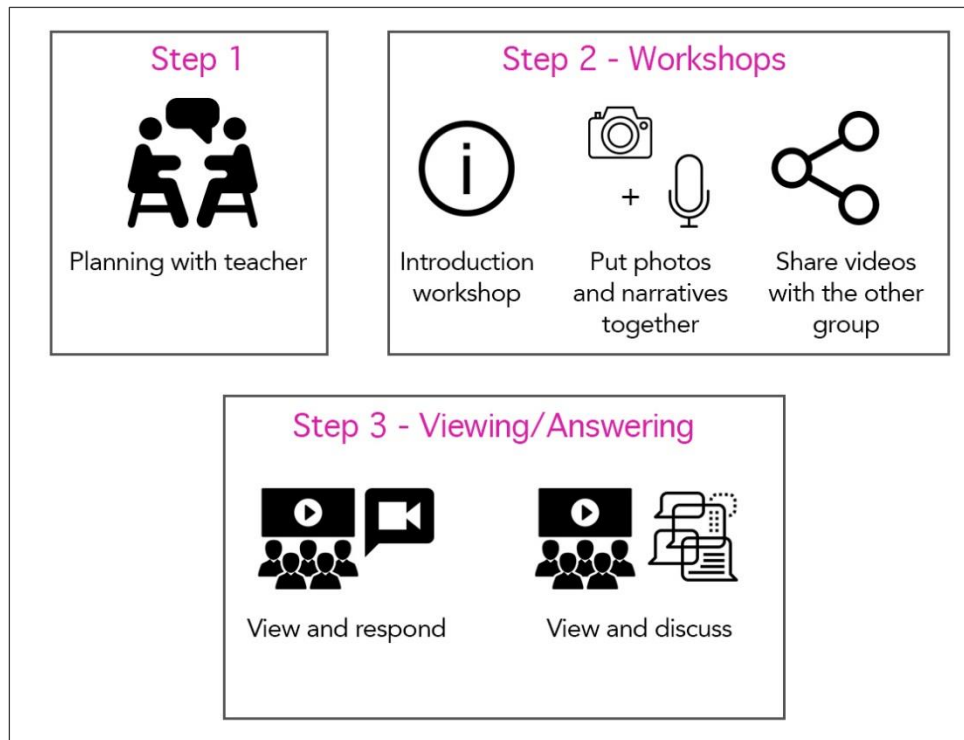 Step 1
Planning with teacher
Step 2 - Workshops
i
+
Introduction
workshop
Put photos
and narratives
together
Share videos
with the other
group
Step 3 - Viewing/Answering
View and respond
View and discuss